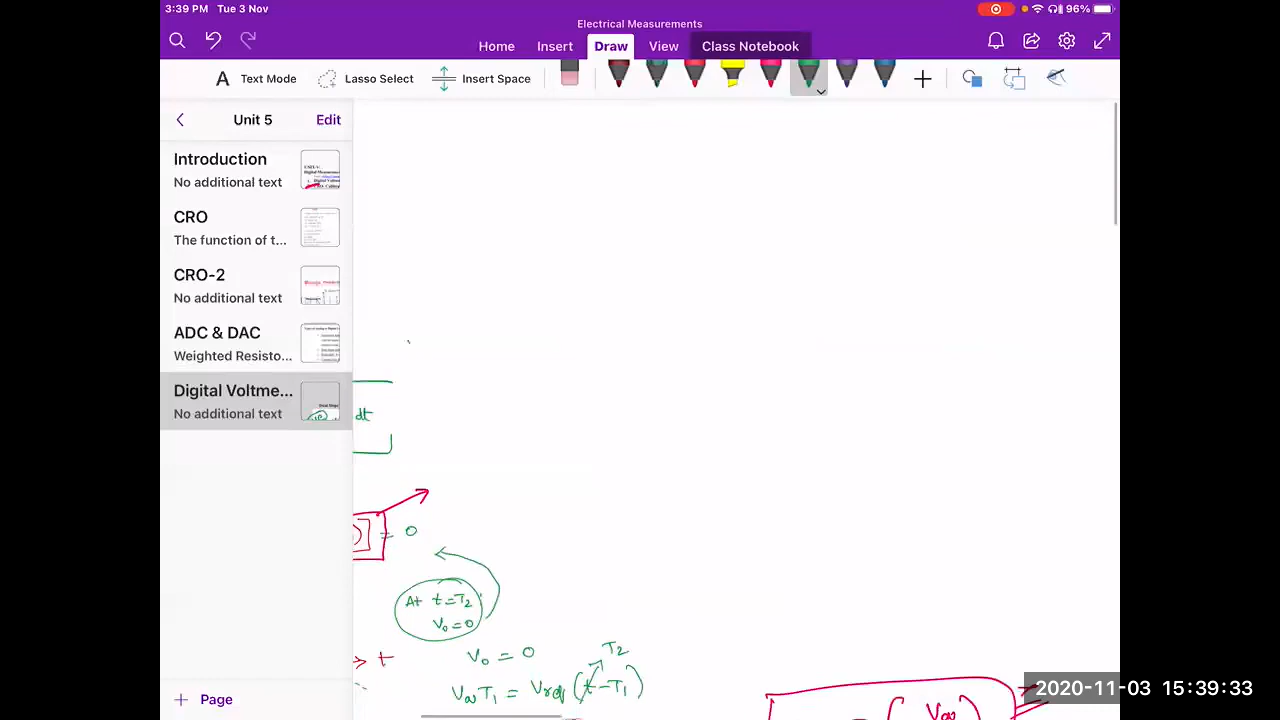 3:39 PM Tue 3 Nov
96%
Electrical Measurements
Home Insert Draw View Class Notebook
A Text Mode Lasso Select Insert Space
Unit 5 Edit
Introduction
No additional text
CRO
The function of t...
CRO-2
No additional text
ADC & DAC
Weighted Resisto...
Digital Voltme...
No additional text
+ Page
dt
= 0
At t=T2
V0=0
→ t
V0 = 0
T2
T1 = Vref (t-T1)
2020-11-03 15:39:33